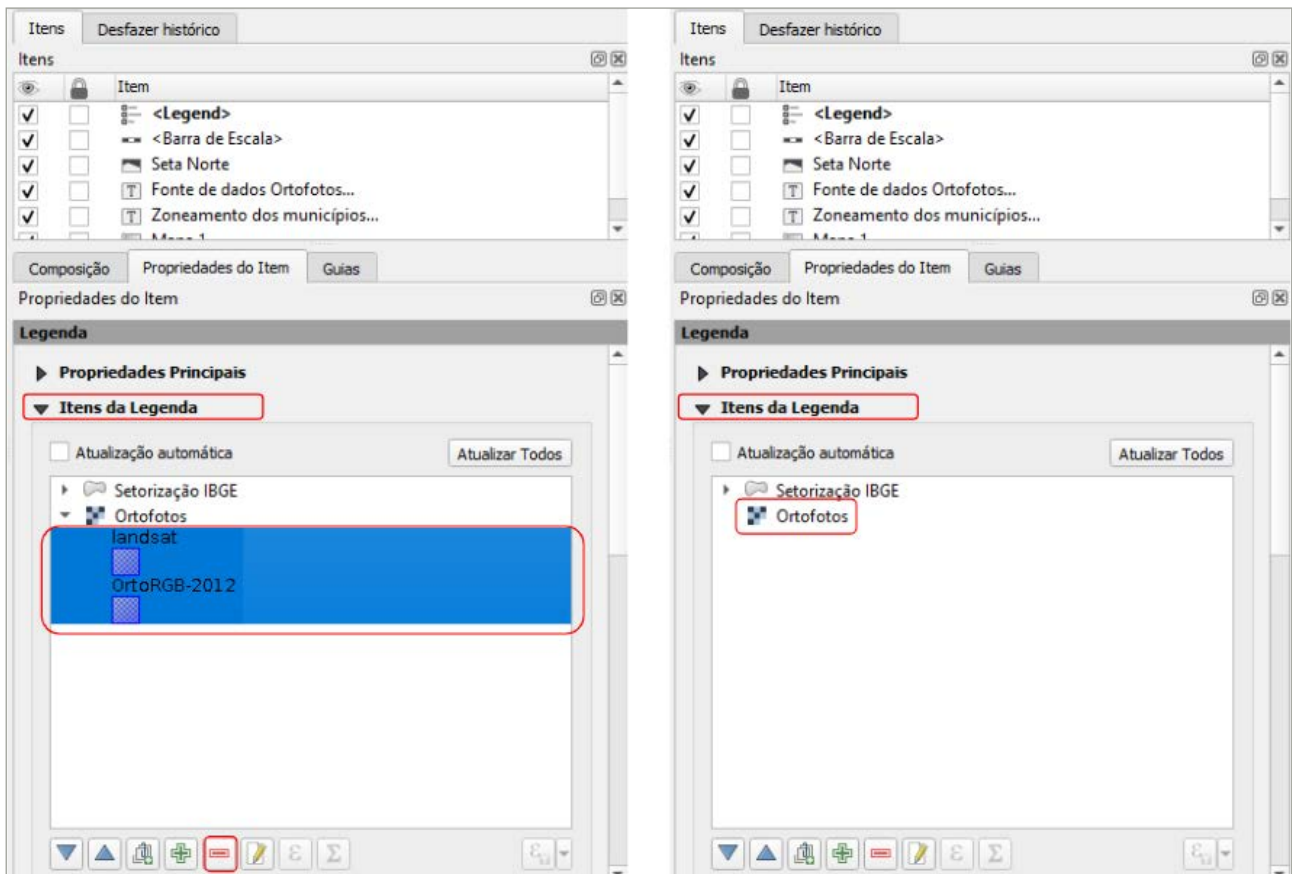 Itens Desfazer histórico
Itens
Item
<Legend>
<Barra de Escala>
Seta Norte
T Fonte de dados Ortofotos...
T Zoneamento dos municípios...
Mapa 1
Composição Propriedades do Item Guias
Propriedades do Item
Legenda
Propriedades Principais
Itens da Legenda
Atualização automática Atualizar Todos
Setorização IBGE
Ortofotos
landsat
OrtoRGB-2012
ε Σ ε
Itens Desfazer histórico
Itens
Item
<Legend>
<Barra de Escala>
Seta Norte
T Fonte de dados Ortofotos...
T Zoneamento dos municípios...
Mapa 1
Composição Propriedades do Item Guias
Propriedades do Item
Legenda
Propriedades Principais
Itens da Legenda
Atualização automática Atualizar Todos
Setorização IBGE
Ortofotos
ε Σ ε